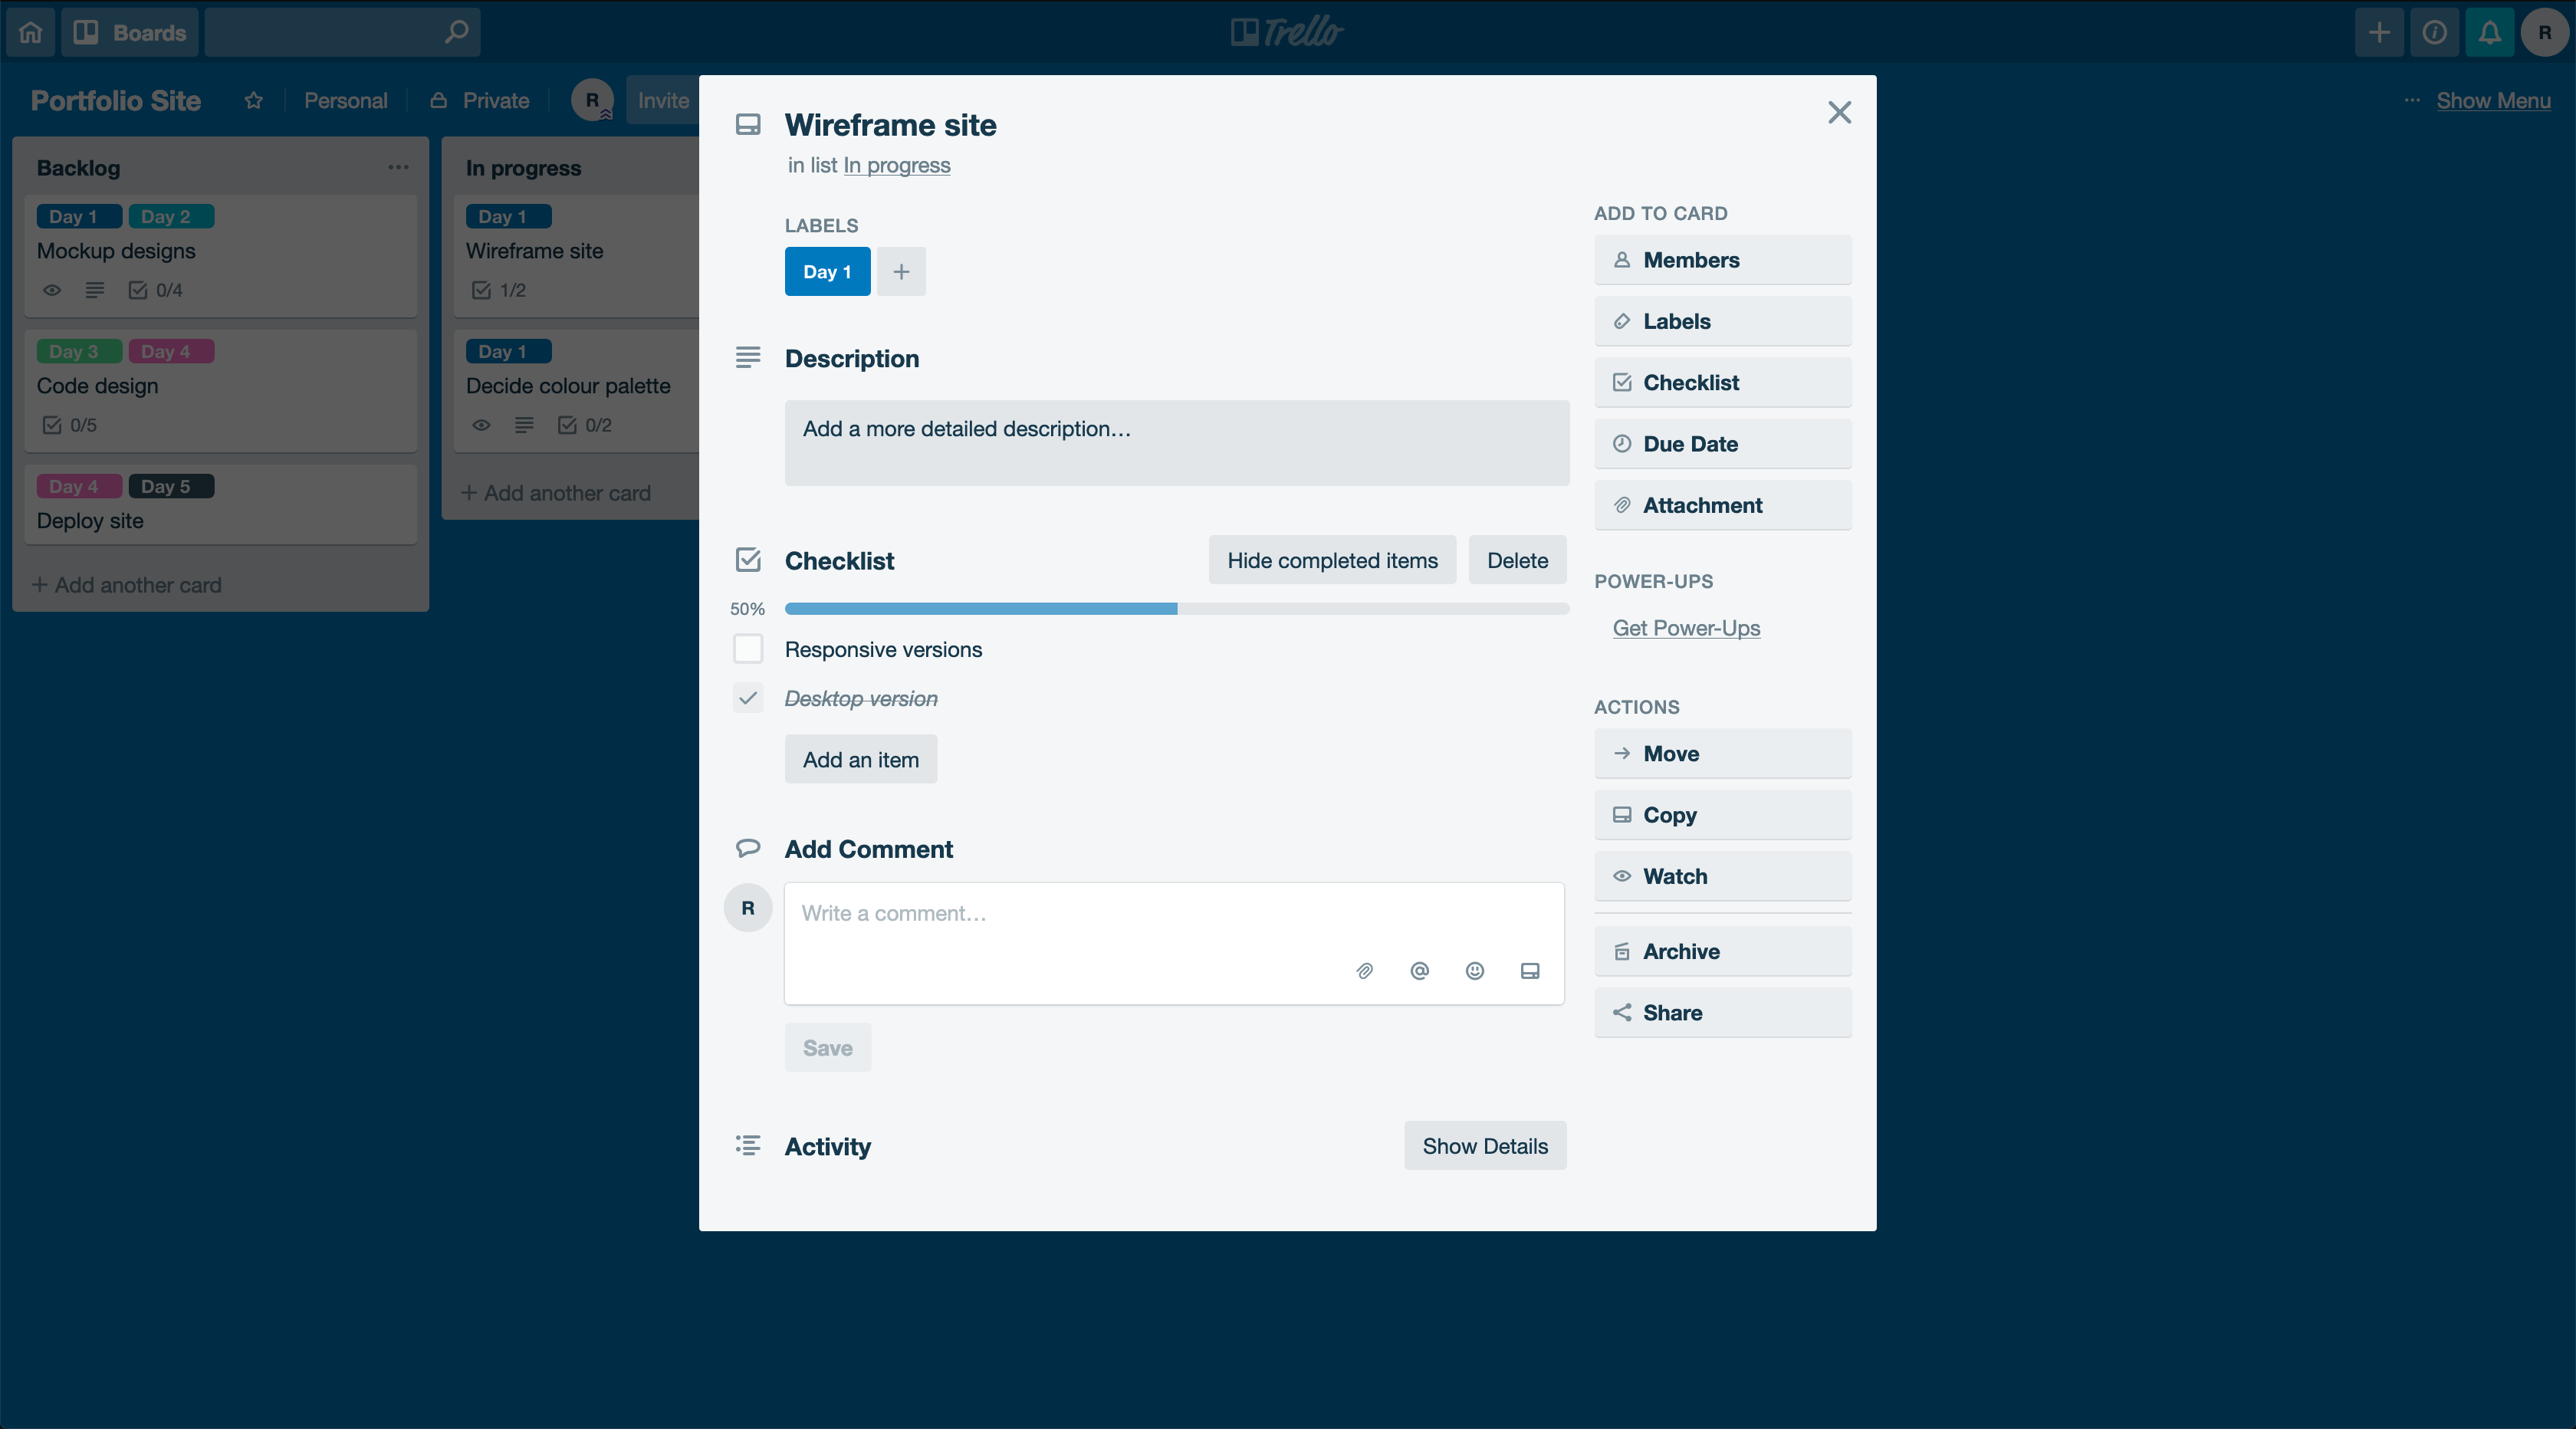 Boards
Trello
R
Portfolio Site
Personal
Private
R
Invite
Show Menu
Backlog
Day 1
Day 2
Mockup designs
0/4
Day 3
Day 4
Code design
0/5
Day 4
Day 5
Deploy site
+ Add another card
In progress
Day 1
Wireframe site
1/2
Day 1
Decide colour palette
0/2
+ Add another card
Wireframe site
in list In progress
LABELS
Day 1
Description
Add a more detailed description...
Checklist
Hide completed items
Delete
50%
Responsive versions
Desktop version
Add an item
Add Comment
R
Write a comment...
Save
Activity
Show Details
ADD TO CARD
Members
Labels
Checklist
Due Date
Attachment
POWER-UPS
Get Power-Ups
ACTIONS
Move
Copy
Watch
Archive
Share